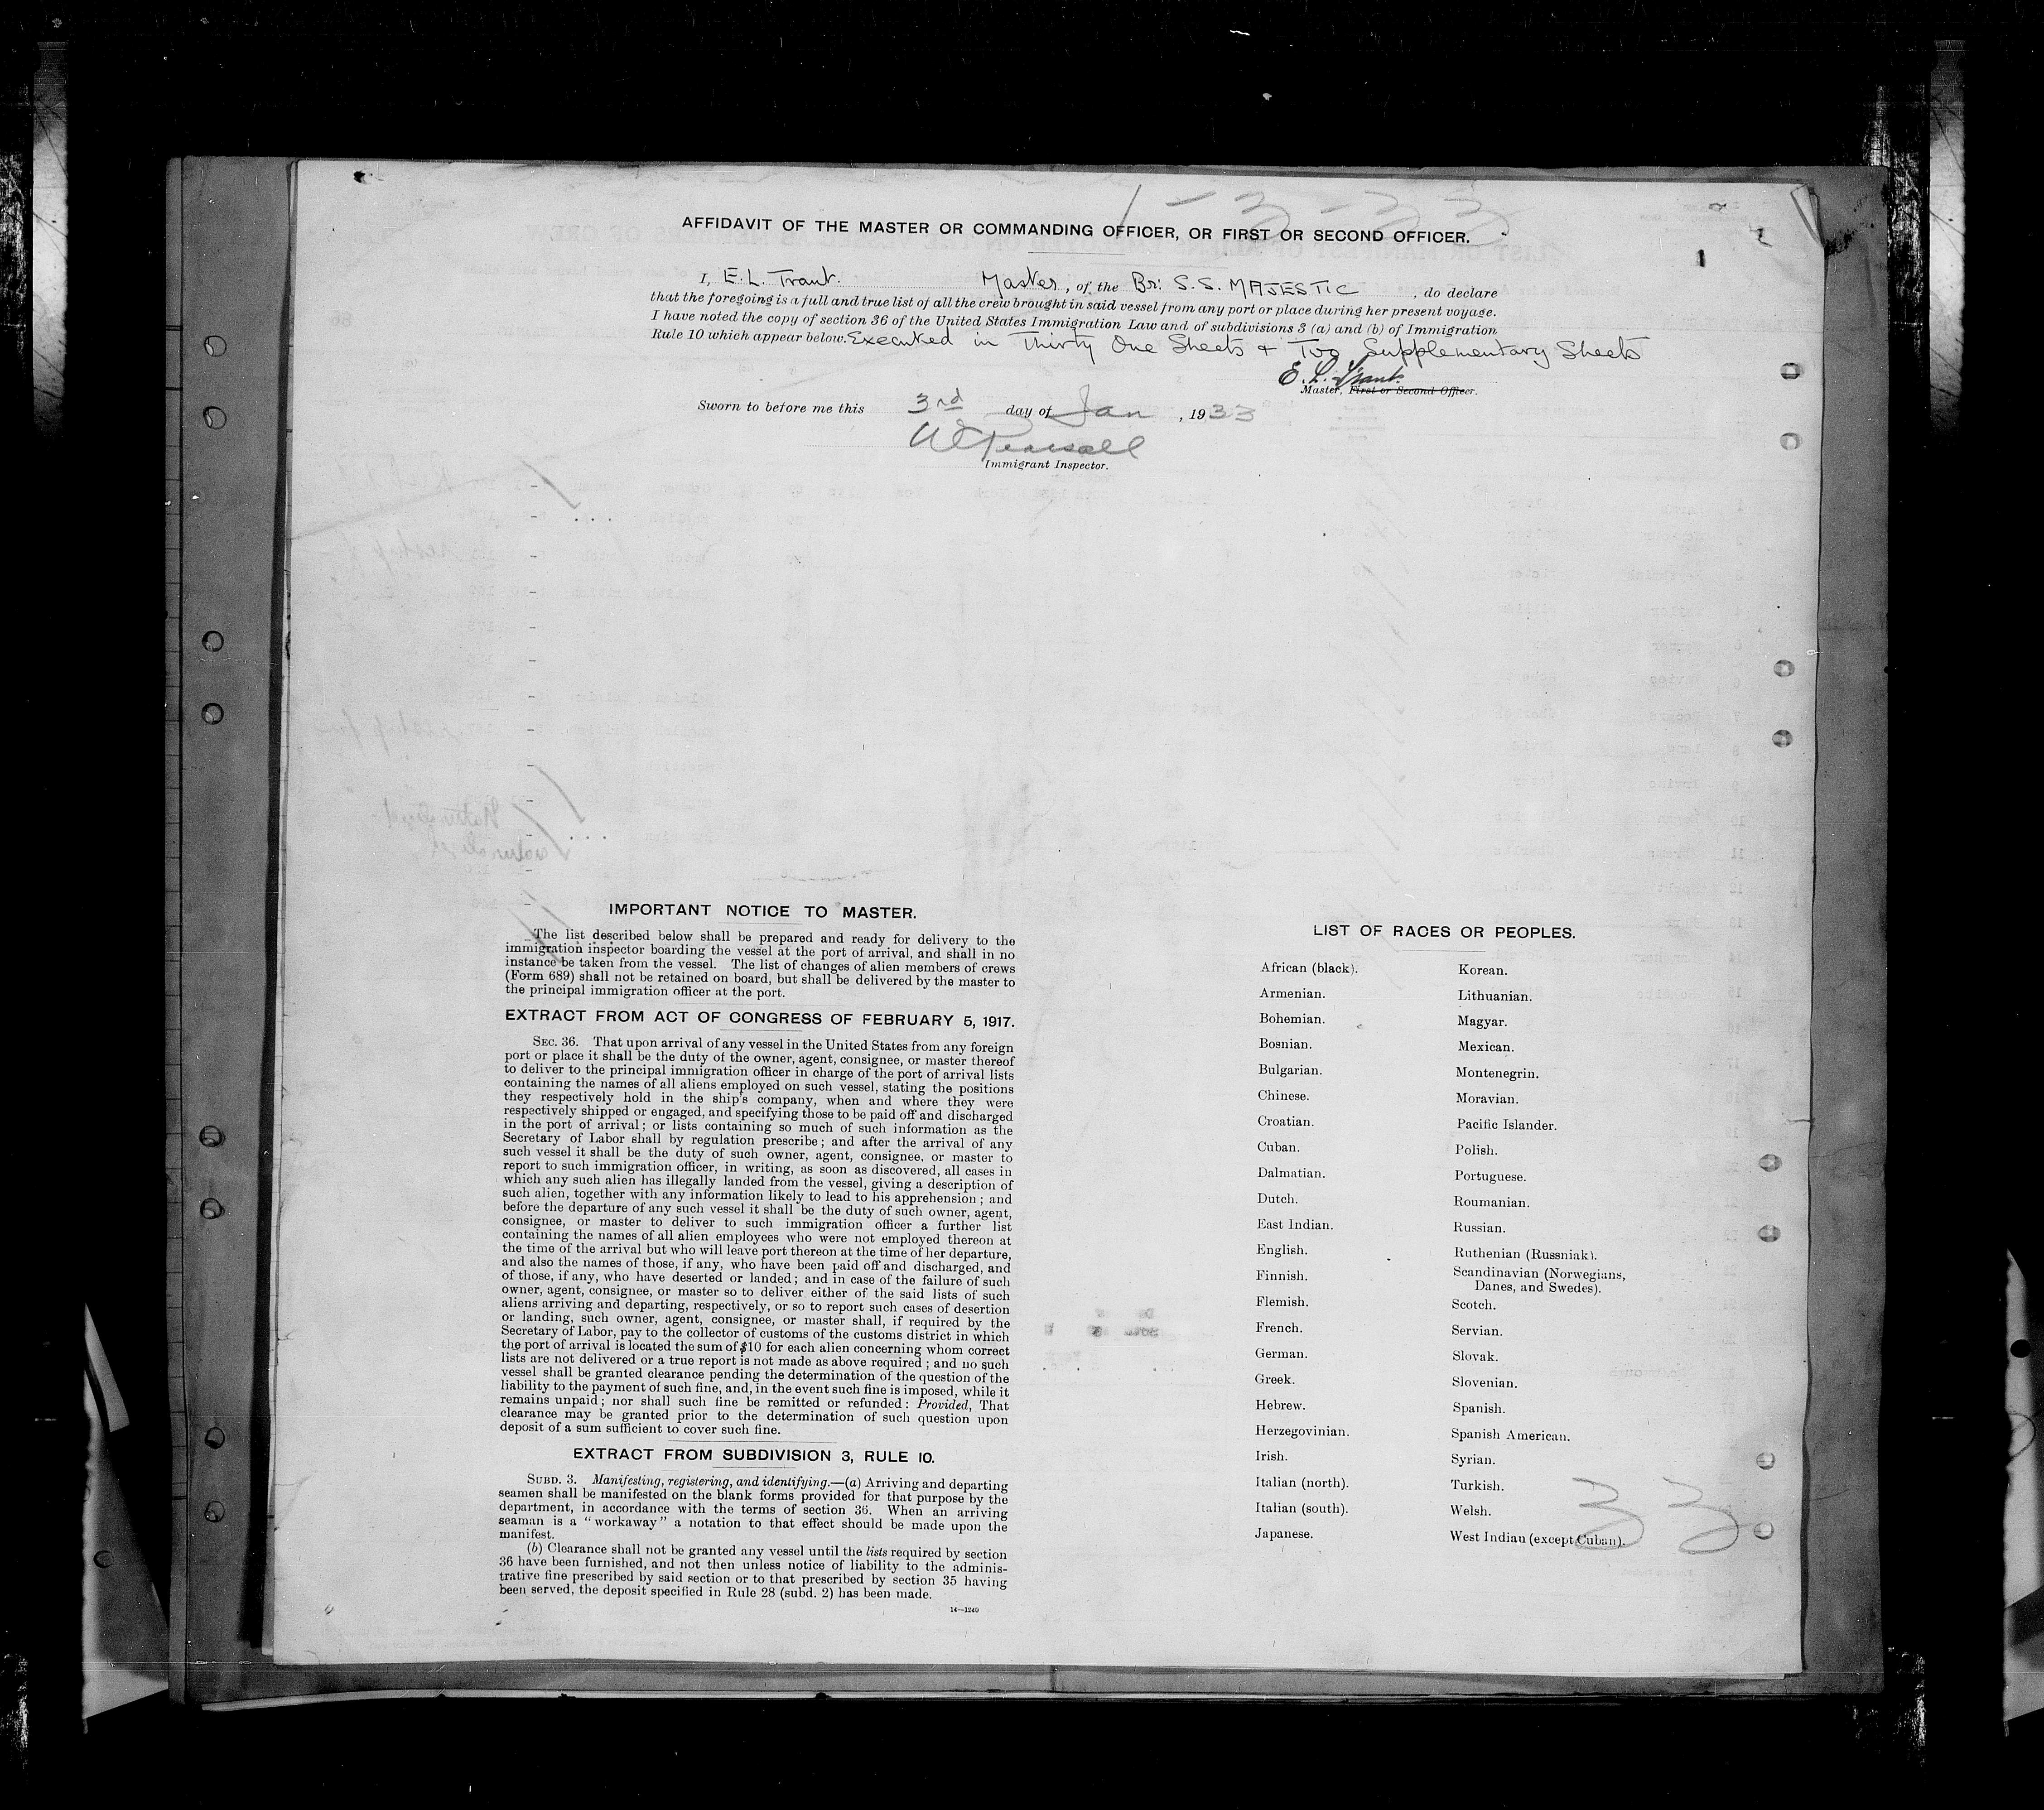 1-3-33
AFFIDAVIT OF THE MASTER OR COMMANDING OFFICER, OR FIRST OR SECOND OFFICER.
1
I, E.L. Trant. Master, of the Br: S.S. MAJESTIC, do declare
that the foregoing is a full and true list of all the crew brought in said vessel from any port or place during her present voyage.
I have noted the copy of section 36 of the United States Immigration Law and of subdivisions 3 (a) and (b) of Immigration
Rule 10 which appear below. Executed in Thirty One Sheets + Two Supplementary Sheets
E. L. Trant.
Master, First or Second Officer.
Sworn to before me this 3rd day of Jan, 1933
Immigrant Inspector.
IMPORTANT NOTICE TO MASTER.
The list described below shall be prepared and ready for delivery to the
immigration inspector boarding the vessel at the port of arrival, and shall in no
instance be taken from the vessel. The list of changes of alien members of crews
(Form 689) shall not be retained on board, but shall be delivered by the master to
the principal immigration officer at the port.
EXTRACT FROM ACT OF CONGRESS OF FEBRUARY 5, 1917.
SEC. 36. That upon arrival of any vessel in the United States from any foreign
port or place it shall be the duty of the owner, agent, consignee, or master thereof
to deliver to the principal immigration officer in charge of the port of arrival lists
containing the names of all aliens employed on such vessel, stating the positions
they respectively hold in the ship's company, when and where they were
respectively shipped or engaged, and specifying those to be paid off and discharged
in the port of arrival; or lists containing so much of such information as the
Secretary of Labor shall by regulation prescribe; and after the arrival of any
such vessel it shall be the duty of such owner, agent, consignee, or master to
report to such immigration officer, in writing, as soon as discovered, all cases in
which any such alien has illegally landed from the vessel, giving a description of
such alien, together with any information likely to lead to his apprehension; and
before the departure of any such vessel it shall be the duty of such owner, agent,
consignee, or master to deliver to such immigration officer a further list
containing the names of all alien employees who were not employed thereon at
the time of the arrival but who will leave port thereon at the time of her departure,
and also the names of those, if any, who have been paid off and discharged, and
of those, if any, who have deserted or landed; and in case of the failure of such
owner, agent, consignee, or master so to deliver either of the said lists of such
aliens arriving and departing, respectively, or so to report such cases of desertion
or landing, such owner, agent, consignee, or master shall, if required by the
Secretary of Labor, pay to the collector of customs of the customs district in which
the port of arrival is located the sum of $10 for each alien concerning whom correct
lists are not delivered or a true report is not made as above required; and no such
vessel shall be granted clearance pending the determination of the question of the
liability to the payment of such fine, and, in the event such fine is imposed, while it
remains unpaid; nor shall such fine be remitted or refunded: Provided, That
clearance may be granted prior to the determination of such question upon
deposit of a sum sufficient to cover such fine.
EXTRACT FROM SUBDIVISION 3, RULE 10.
SUBD. 3. Manifesting, registering, and identifying.—(a) Arriving and departing
seamen shall be manifested on the blank forms provided for that purpose by the
department, in accordance with the terms of section 36. When an arriving
seaman is a "workaway" a notation to that effect should be made upon the
manifest.
(b) Clearance shall not be granted any vessel until the lists required by section
36 have been furnished, and not then unless notice of liability to the adminis-
trative fine prescribed by said section or to that prescribed by section 35 having
been served, the deposit specified in Rule 28 (subd. 2) has been made.
14—1240
LIST OF RACES OR PEOPLES.
African (black).
Armenian.
Bohemian.
Bosnian.
Bulgarian.
Chinese.
Croatian.
Cuban.
Dalmatian.
Dutch.
East Indian.
English.
Finnish.
Flemish.
French.
German.
Greek.
Hebrew.
Herzegovinian.
Irish.
Italian (north).
Italian (south).
Japanese.
Korean.
Lithuanian.
Magyar.
Mexican.
Montenegrin.
Moravian.
Pacific Islander.
Polish.
Portuguese.
Roumanian.
Russian.
Ruthenian (Russniak).
Scandinavian (Norwegians,
Danes, and Swedes).
Scotch.
Servian.
Slovak.
Slovenian.
Spanish.
Spanish American.
Syrian.
Turkish.
Welsh.
West Indian (except Cuban).
33